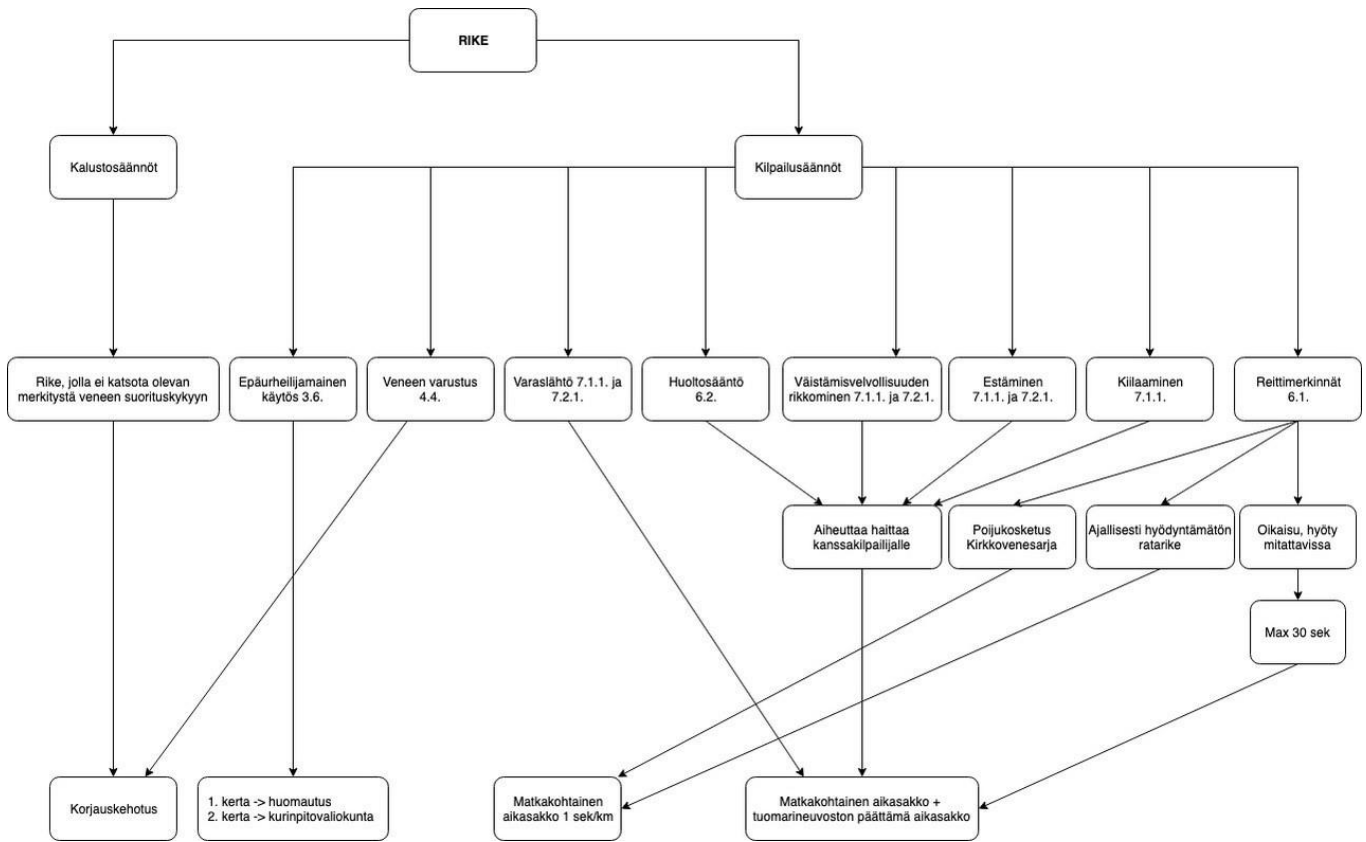 RIKE
Kalustosäännöt
Kilpailusäännöt
Rike, jolla ei katsota olevan
merkitystä veneen suorituskykyyn
Epäurheilijamainen
käytös 3.6.
Veneen varustus
4.4.
Varaslähtö 7.1.1. ja
7.2.1.
Huoltosääntö
6.2.
Väistämisvelvollisuuden
rikkominen 7.1.1. ja 7.2.1.
Estäminen
7.1.1. ja 7.2.1.
Kiilaaminen
7.1.1.
Reittimerkinnät
6.1.
Aiheuttaa haittaa
kanssakilpailijalle
Poijukosketus
Kirkkovenesarja
Ajallisesti hyödyntämätön
ratarike
Oikaisu, hyöty
mitattavissa
Max 30 sek
Korjauskehotus
1. kerta -> huomautus
2. kerta -> kurinpitovaliokunta
Matkakohtainen
aikasakko 1 sek/km
Matkakohtainen aikasakko +
tuomarineuvoston päättämä aikasakko